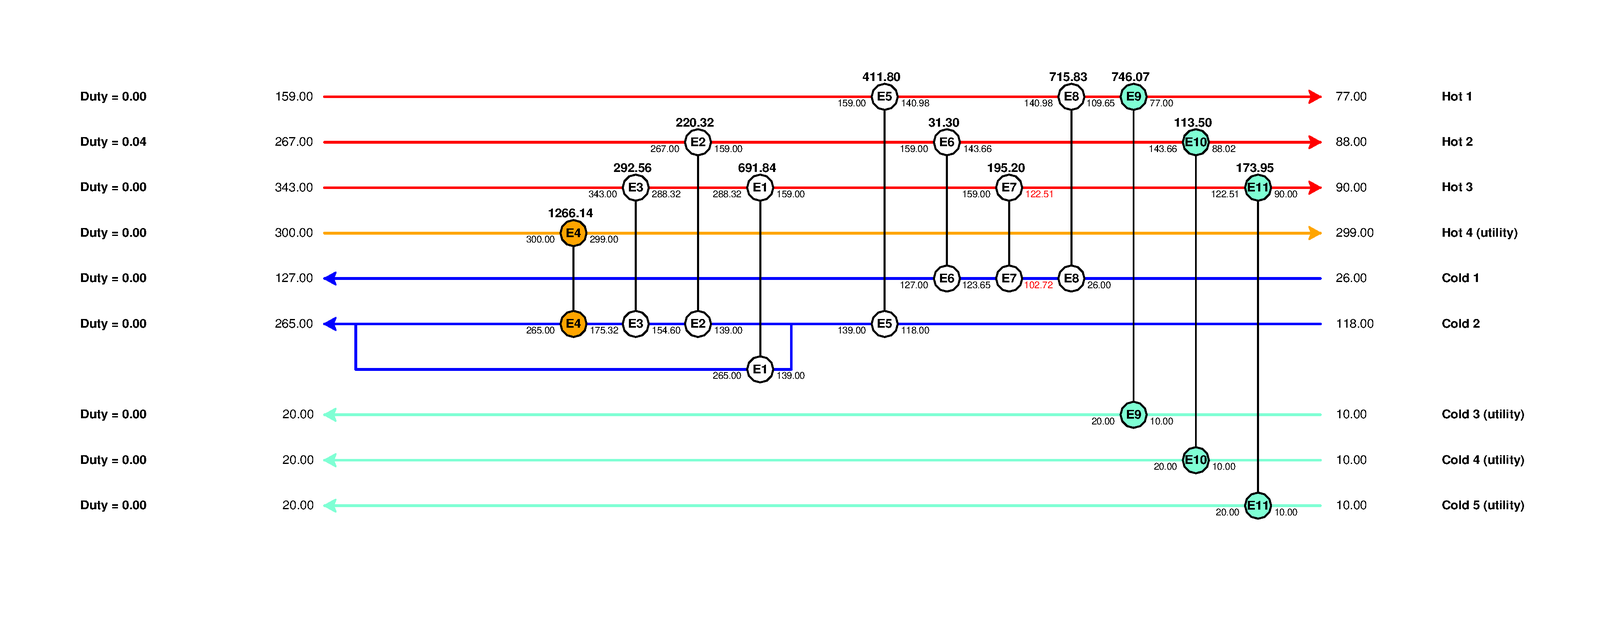 411.80 715.83 746.07
Duty = 0.00 159.00 E5 E8 E9 77.00 Hot 1
159.00 140.98 140.98 109.65 77.00
220.32 31.30 113.50
Duty = 0.04 267.00 E2 E6 E10 88.00 Hot 2
267.00 159.00 159.00 143.66 143.66 88.02
292.56 691.84 195.20 173.95
Duty = 0.00 343.00 E3 E1 E7 E11 90.00 Hot 3
343.00 288.32 288.32 159.00 159.00 122.51 122.51 90.00
1266.14
Duty = 0.00 300.00 E4 299.00 Hot 4 (utility)
300.00 299.00
Duty = 0.00 127.00 E6 E7 E8 26.00 Cold 1
127.00 123.65 102.72 26.00
Duty = 0.00 265.00 E4 E3 E2 E5 118.00 Cold 2
265.00 175.32 154.60 139.00 139.00 118.00
E1
265.00 139.00
Duty = 0.00 20.00 E9 10.00 Cold 3 (utility)
20.00 10.00
Duty = 0.00 20.00 E10 10.00 Cold 4 (utility)
20.00 10.00
Duty = 0.00 20.00 E11 10.00 Cold 5 (utility)
20.00 10.00